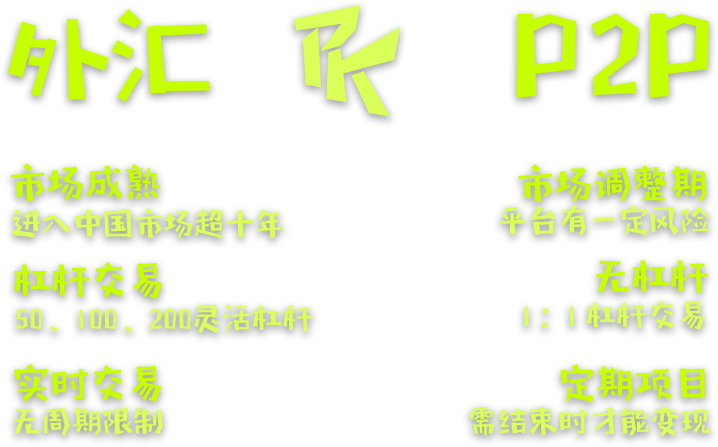 外汇 PK P2P
市场成熟 市场调整期
进入中国市场超十年 平台有一定风险
杠杆交易 无杠杆
50、100、200灵活杠杆 1:1杠杆交易
实时交易 定期项目
无周期限制 需结束时才能变现